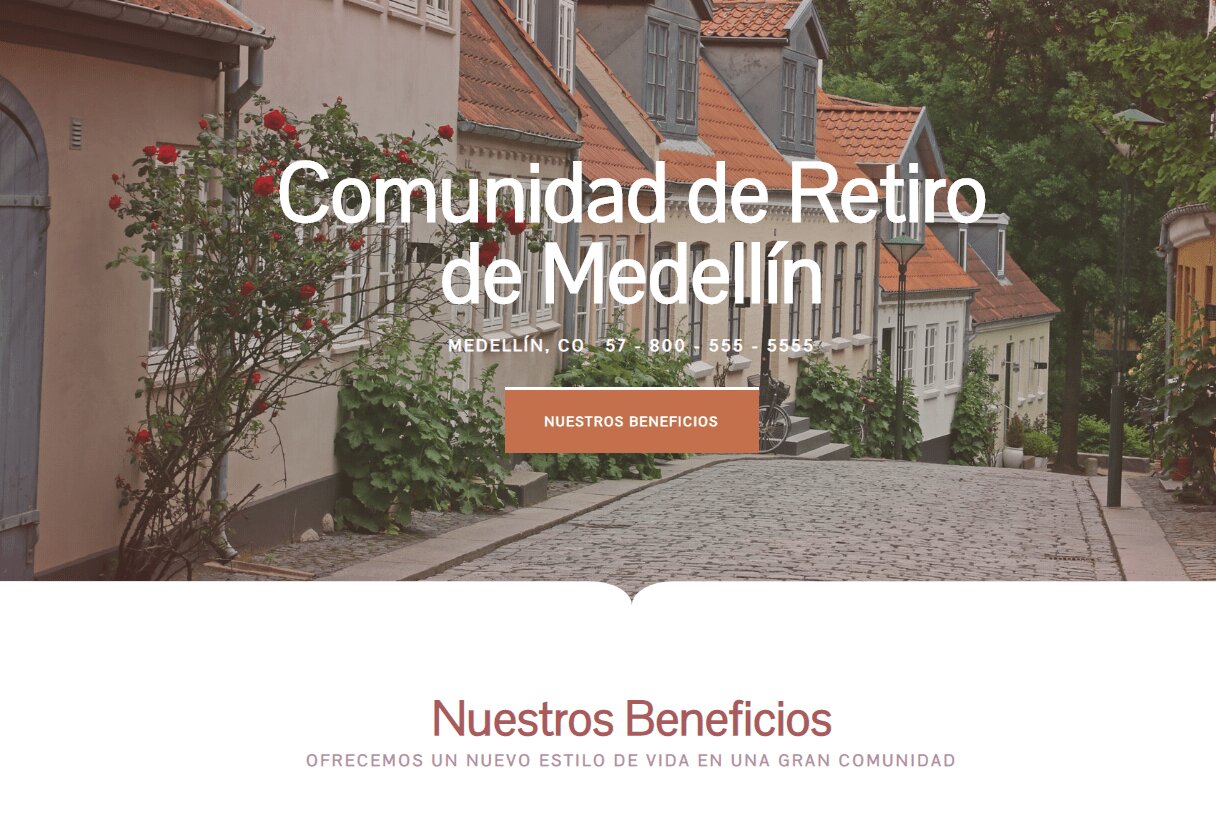 Comunidad de Retiro
de Medellín
MEDELLÍN, CO 57 - 800 - 555 - 5555
NUESTROS BENEFICIOS
Nuestros Beneficios
OFRECEMOS UN NUEVO ESTILO DE VIDA EN UNA GRAN COMUNIDAD